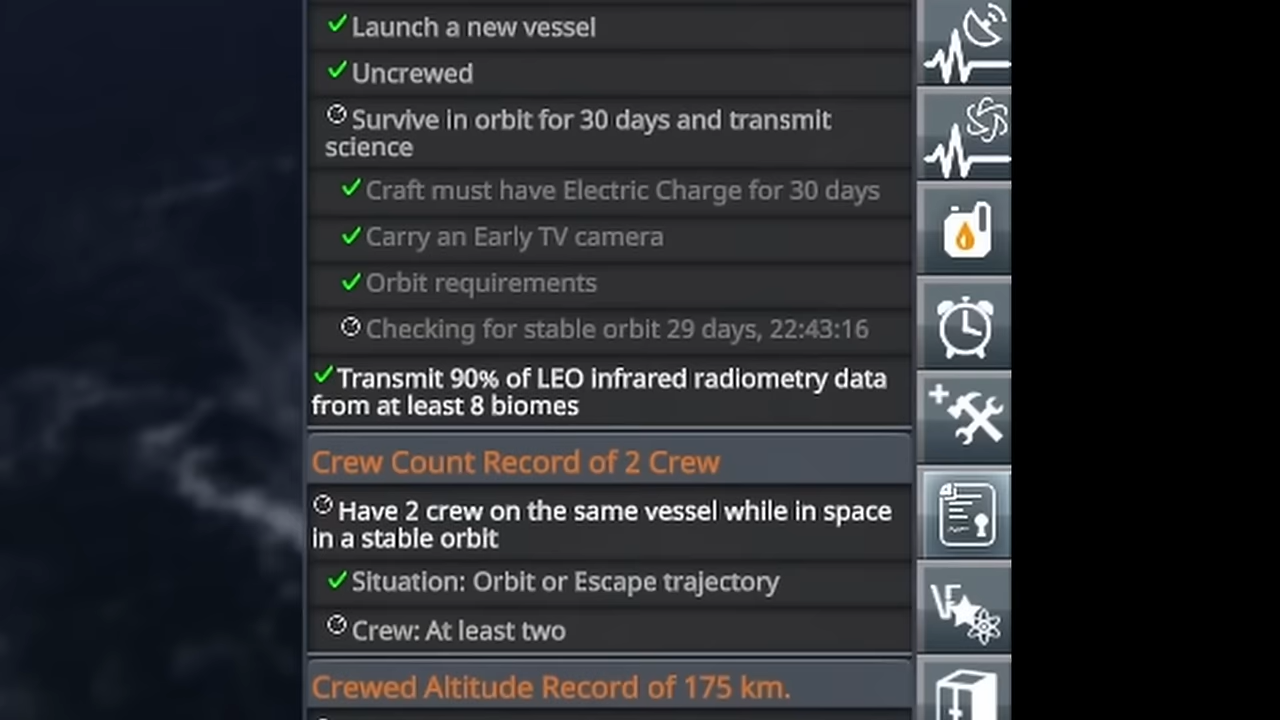 Launch a new vessel
Uncrewed
Survive in orbit for 30 days and transmit
science
Craft must have Electric Charge for 30 days
Carry an Early TV camera
Orbit requirements
Checking for stable orbit 29 days, 22:43:16
Transmit 90% of LEO infrared radiometry data
from at least 8 biomes
Crew Count Record of 2 Crew
Have 2 crew on the same vessel while in space
in a stable orbit
Situation: Orbit or Escape trajectory
Crew: At least two
Crewed Altitude Record of 175 km.